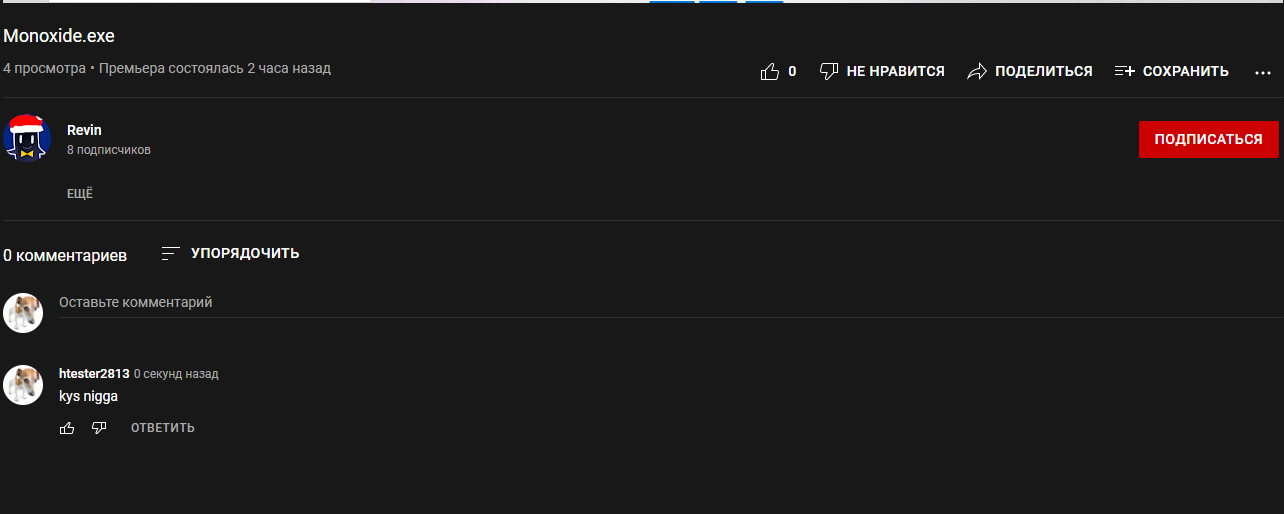 Monoxide.exe
4 просмотра • Премьера состоялась 2 часа назад
0 НЕ НРАВИТСЯ ПОДЕЛИТЬСЯ СОХРАНИТЬ
Revin
8 подписчиков
ПОДПИСАТЬСЯ
ЕЩЁ
0 комментариев УПОРЯДОЧИТЬ
Оставьте комментарий
htester2813 0 секунд назад
kys nigga
ОТВЕТИТЬ